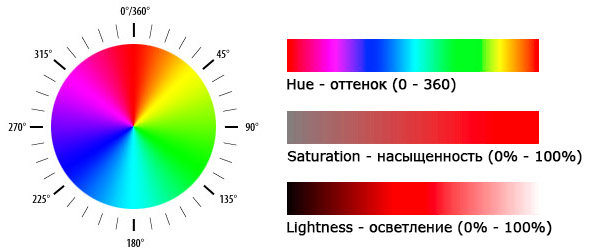 0°/360°
315°
45°
270°
90°
225°
135°
180°
Hue - оттенок (0 - 360)
Saturation - насыщенность (0% - 100%)
Lightness - осветление (0% - 100%)